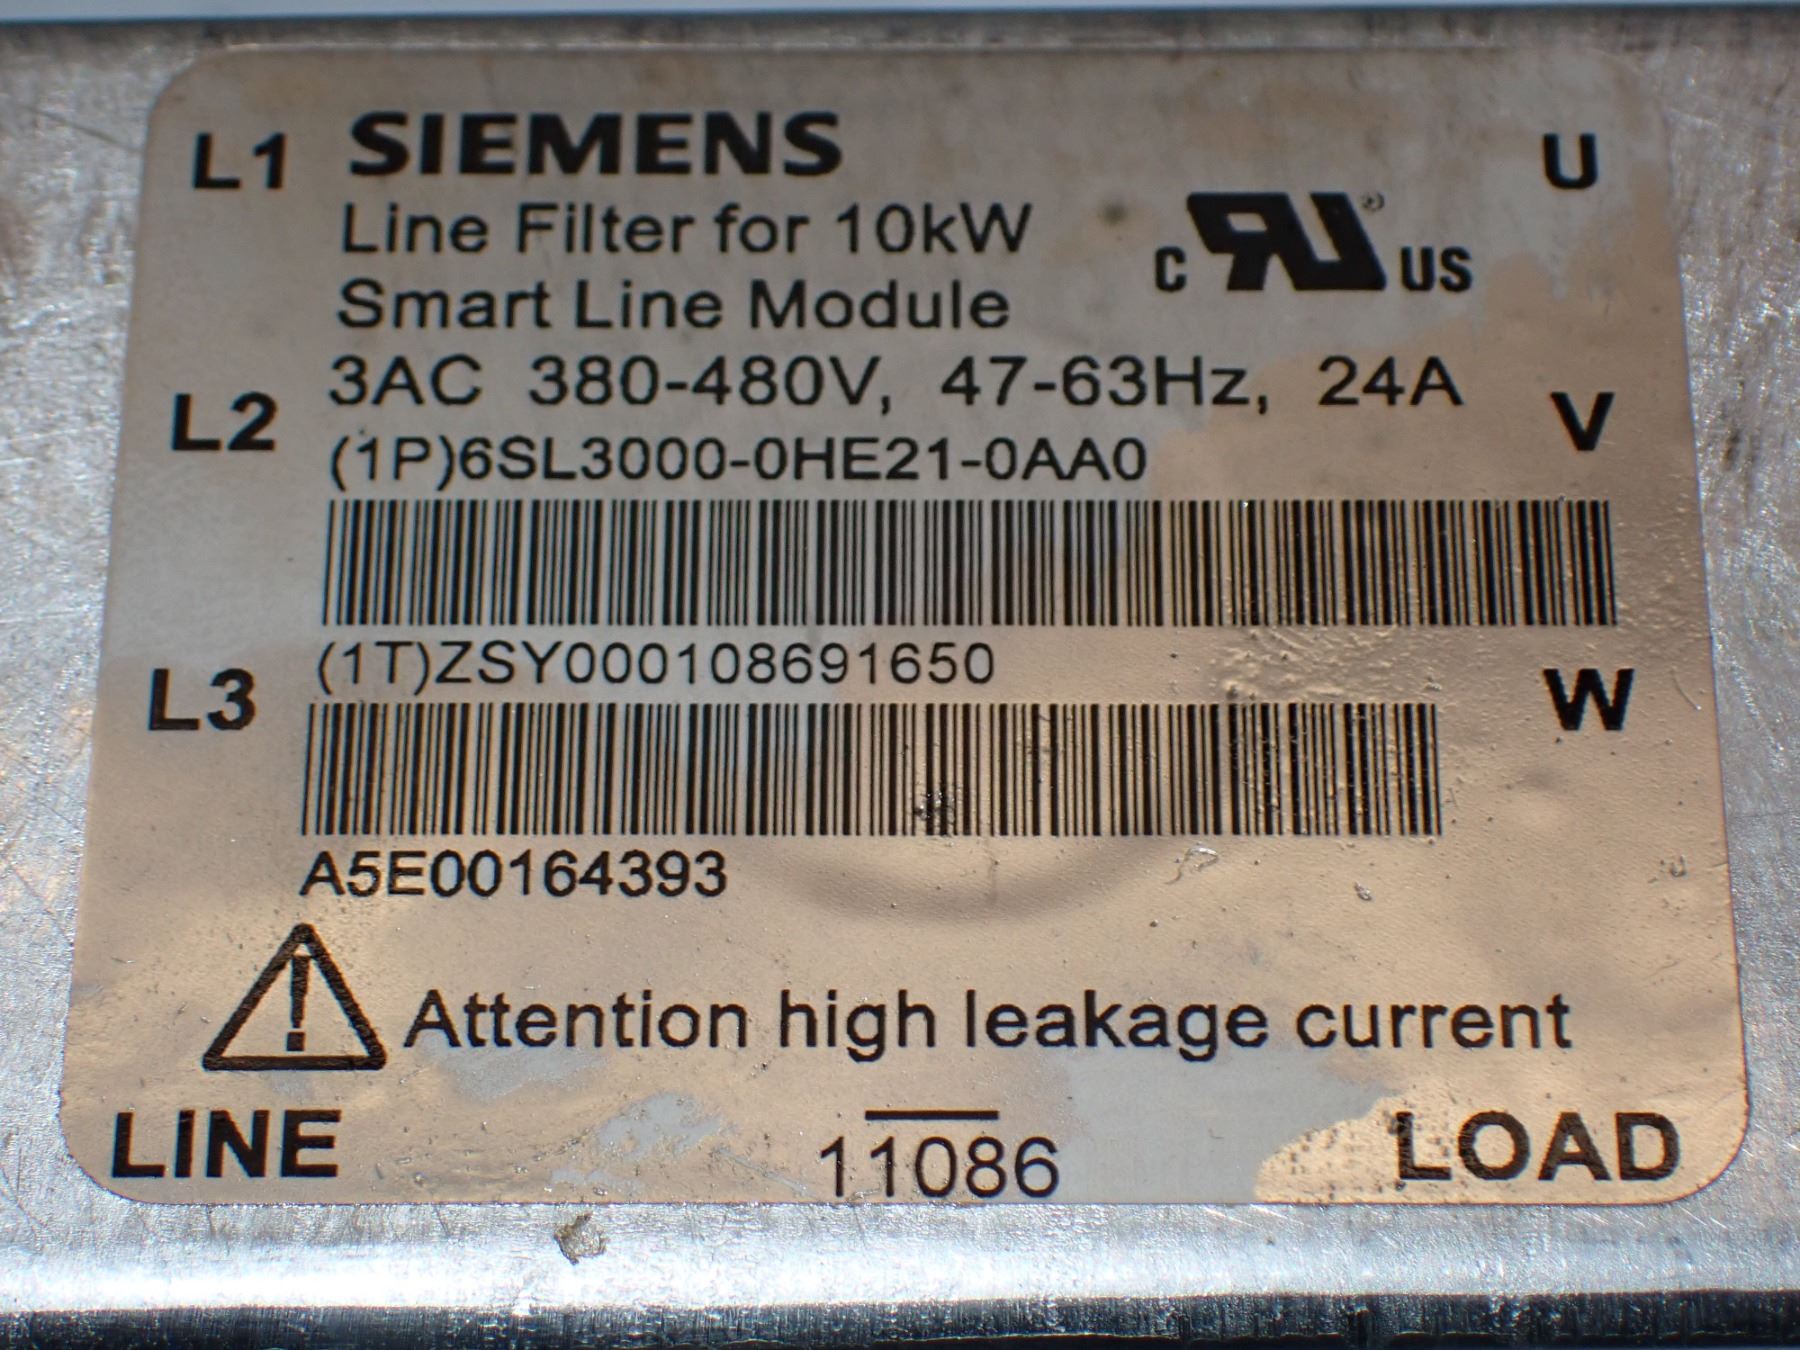 L1 SIEMENS U
Line Filter for 10kW
Smart Line Module
c RU ® US
3AC 380-480V, 47-63Hz, 24A
L2 V
(1P)6SL3000-0HE21-0AA0
(1T)ZSY000108691650
L3 W
A5E00164393
! Attention high leakage current
LINE 11086 LOAD